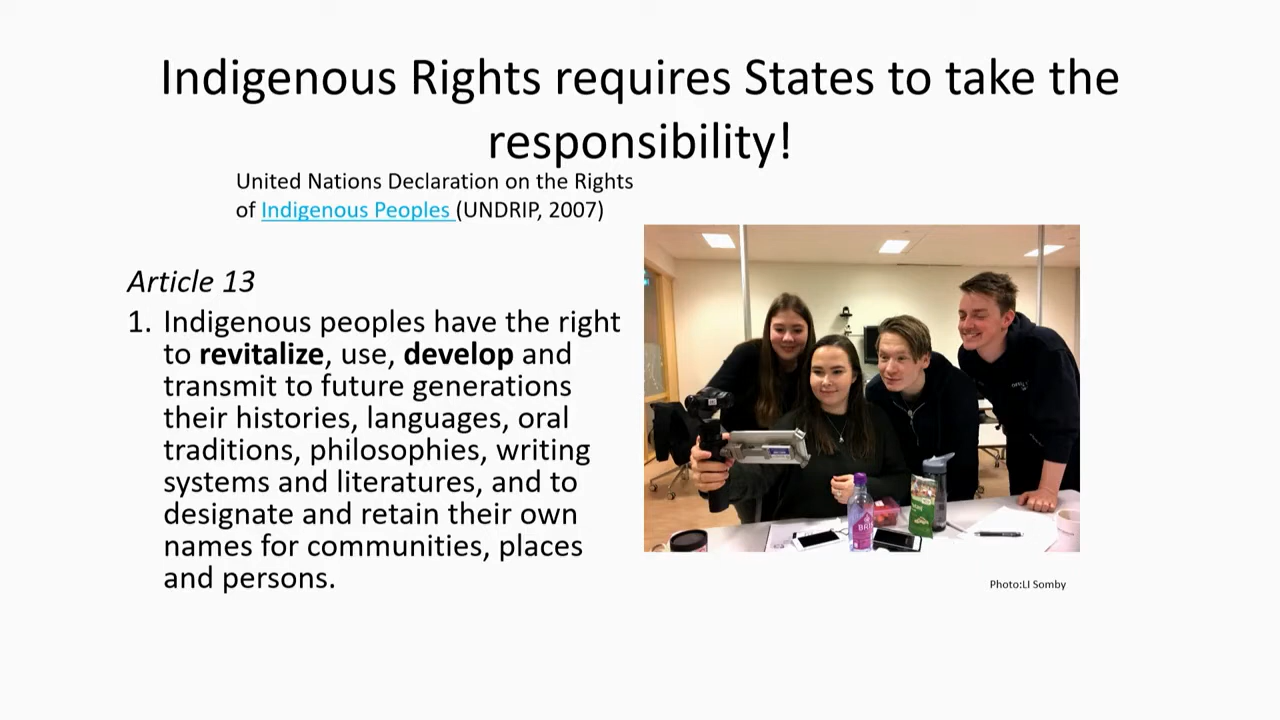 Indigenous Rights requires States to take the
responsibility!
United Nations Declaration on the Rights
of Indigenous Peoples (UNDRIP, 2007)
Article 13
1. Indigenous peoples have the right
to revitalize, use, develop and
transmit to future generations
their histories, languages, oral
traditions, philosophies, writing
systems and literatures, and to
designate and retain their own
names for communities, places
and persons.
Photo:LI Somby